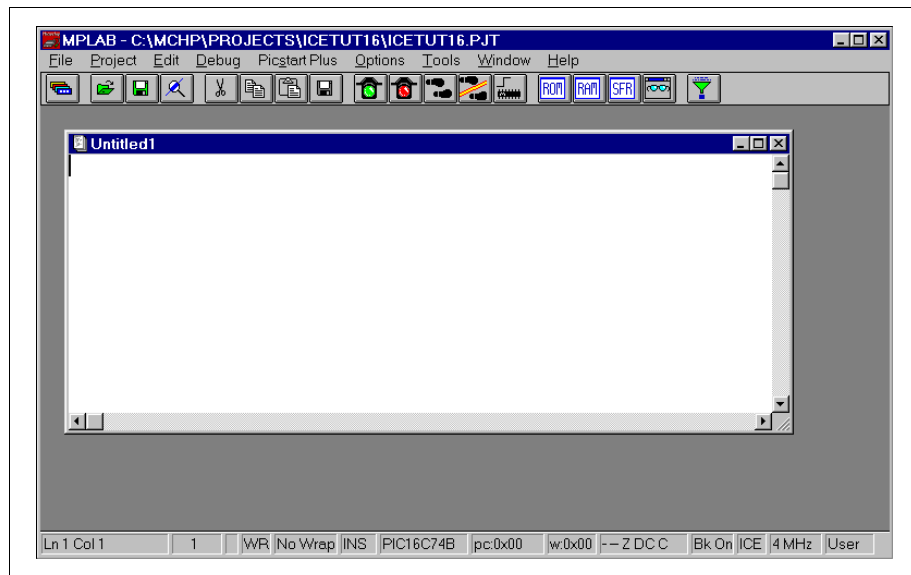 MPLAB - C:\MCHP\PROJECTS\ICETUT16\ICETUT16.PJT
File Project Edit Debug Picstart Plus Options Tools Window Help
ROM RAM SFR
Untitled1
Ln 1 Col 1 1 WR No Wrap INS PIC16C74B pc:0x00 w:0x00 -- Z DC C Bk On ICE 4 MHz User